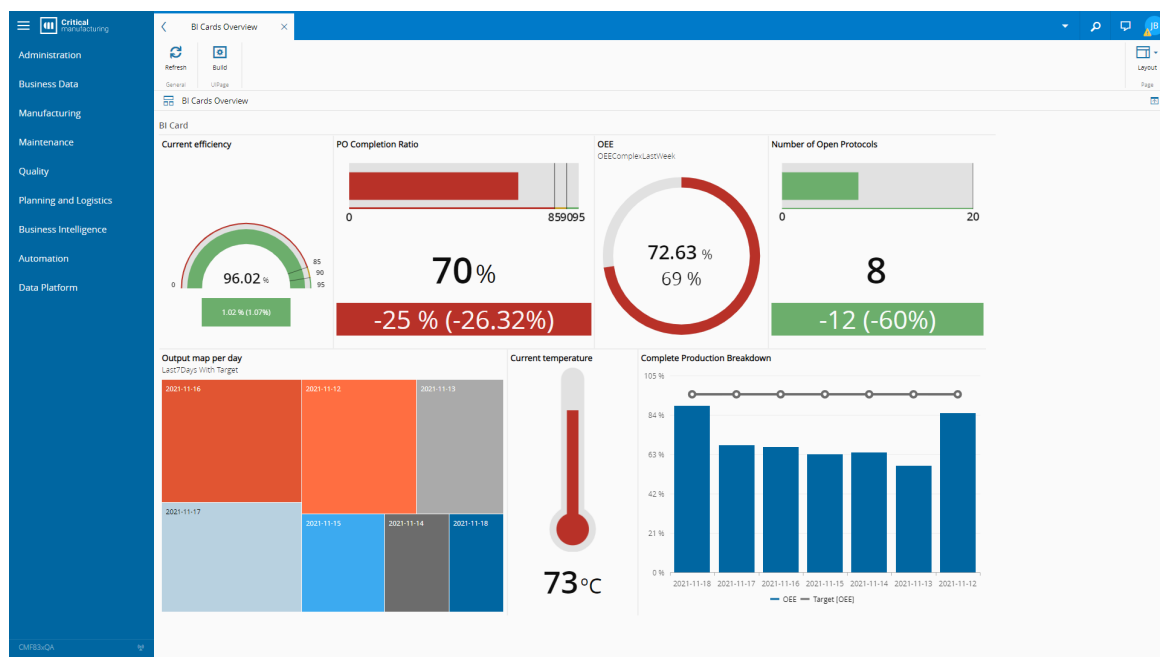 Critical
manufacturing
BI Cards Overview
JB
Administration
Business Data
Manufacturing
Maintenance
Quality
Planning and Logistics
Business Intelligence
Automation
Data Platform
CMF83xQA
Refresh
Build
Layout
General
UIPage
Page
BI Cards Overview
BI Card
Current efficiency
0
85
90
95
96.02 %
1.02 % (1.07%)
PO Completion Ratio
0
859095
70%
-25 % (-26.32%)
OEE
OEEComplexLastWeek
72.63 %
69 %
Number of Open Protocols
0
20
8
-12 (-60%)
Output map per day
Last7Days With Target
2021-11-16
2021-11-12
2021-11-13
2021-11-17
2021-11-15
2021-11-14
2021-11-18
Current temperature
73°C
Complete Production Breakdown
105 %
84 %
63 %
42 %
21 %
0 %
2021-11-18 2021-11-17 2021-11-16 2021-11-15 2021-11-14 2021-11-13 2021-11-12
OEE Target [OEE]